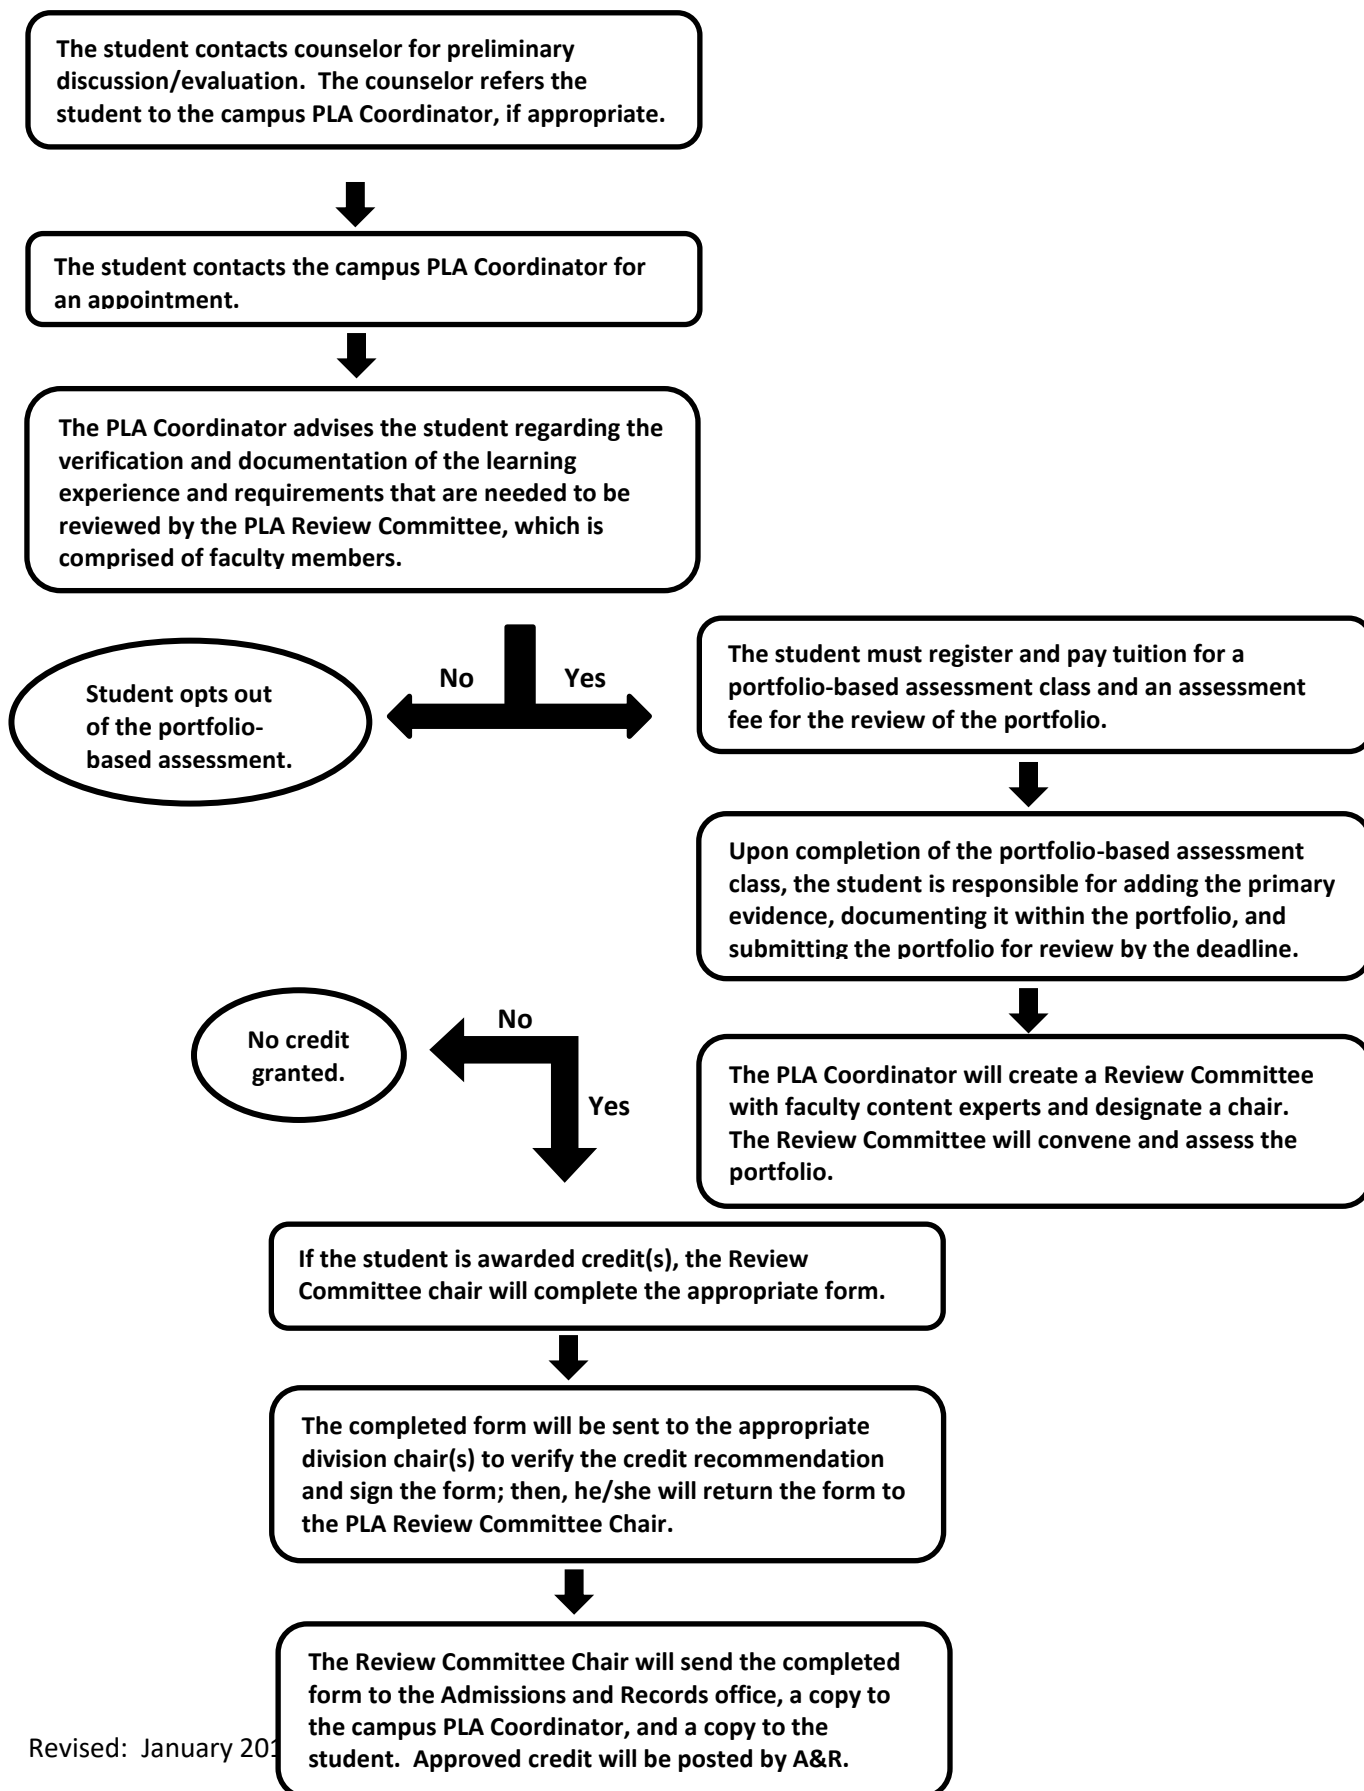 The student contacts counselor for preliminary
discussion/evaluation.  The counselor refers the
student to the campus PLA Coordinator, if appropriate.
The student contacts the campus PLA Coordinator for
an appointment.
The PLA Coordinator advises the student regarding the
verification and documentation of the learning
experience and requirements that are needed to be
reviewed by the PLA Review Committee, which is
comprised of faculty members.
No
Yes
Student opts out
of the portfolio-
based assessment.
The student must register and pay tuition for a
portfolio-based assessment class and an assessment
fee for the review of the portfolio.
Upon completion of the portfolio-based assessment
class, the student is responsible for adding the primary
evidence, documenting it within the portfolio, and
submitting the portfolio for review by the deadline.
The PLA Coordinator will create a Review Committee
with faculty content experts and designate a chair.
The Review Committee will convene and assess the
portfolio.
No
Yes
No credit
granted.
If the student is awarded credit(s), the Review
Committee chair will complete the appropriate form.
The completed form will be sent to the appropriate
division chair(s) to verify the credit recommendation
and sign the form; then, he/she will return the form to
the PLA Review Committee Chair.
The Review Committee Chair will send the completed
form to the Admissions and Records office, a copy to
the campus PLA Coordinator, and a copy to the
student.  Approved credit will be posted by A&R.
Revised:  January